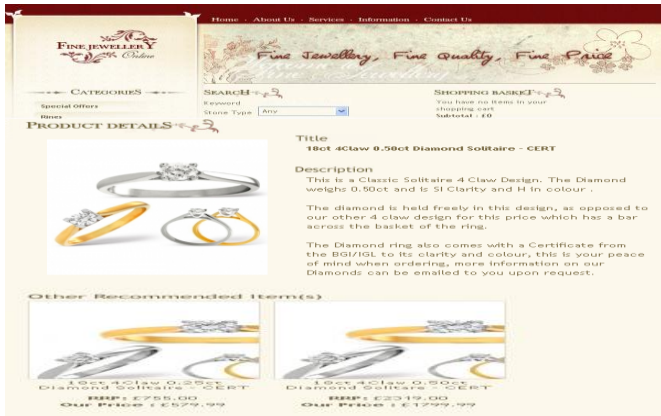 Home · About Us · Services · Information · Contact Us
FINE JEWELLERY
Online
Fine Jewellery, Fine Quality, Fine Price
CATEGORIES
Special Offers
Rings
SEARCH
Keyword
Stone Type Any
SHOPPING BASKET
You have no items in your
shopping cart
Subtotal : £0
PRODUCT DETAILS
Title
18ct 4Claw 0.50ct Diamond Solitaire - CERT
Description
This is a Classic Solitaire 4 Claw Design. The Diamond
weighs 0.50ct and is SI Clarity and H in colour .
The diamond is held freely in this design, as opposed to
our other 4 claw design for this price which has a bar
across the basket of the ring.
The Diamond ring also comes with a Certificate from
the BGI/IGL to its clarity and colour, this is your peace
of mind when ordering, more information on our
Diamonds can be emailed to you upon request.
Other Recommended Item(s)
18ct 4Claw 0.25ct
Diamond Solitaire - CERT
RRP: £755.00
Our Price : £579.99
18ct 4Claw 0.50ct
Diamond Solitaire - CERT
RRP: £2319.00
Our Price : £1799.99